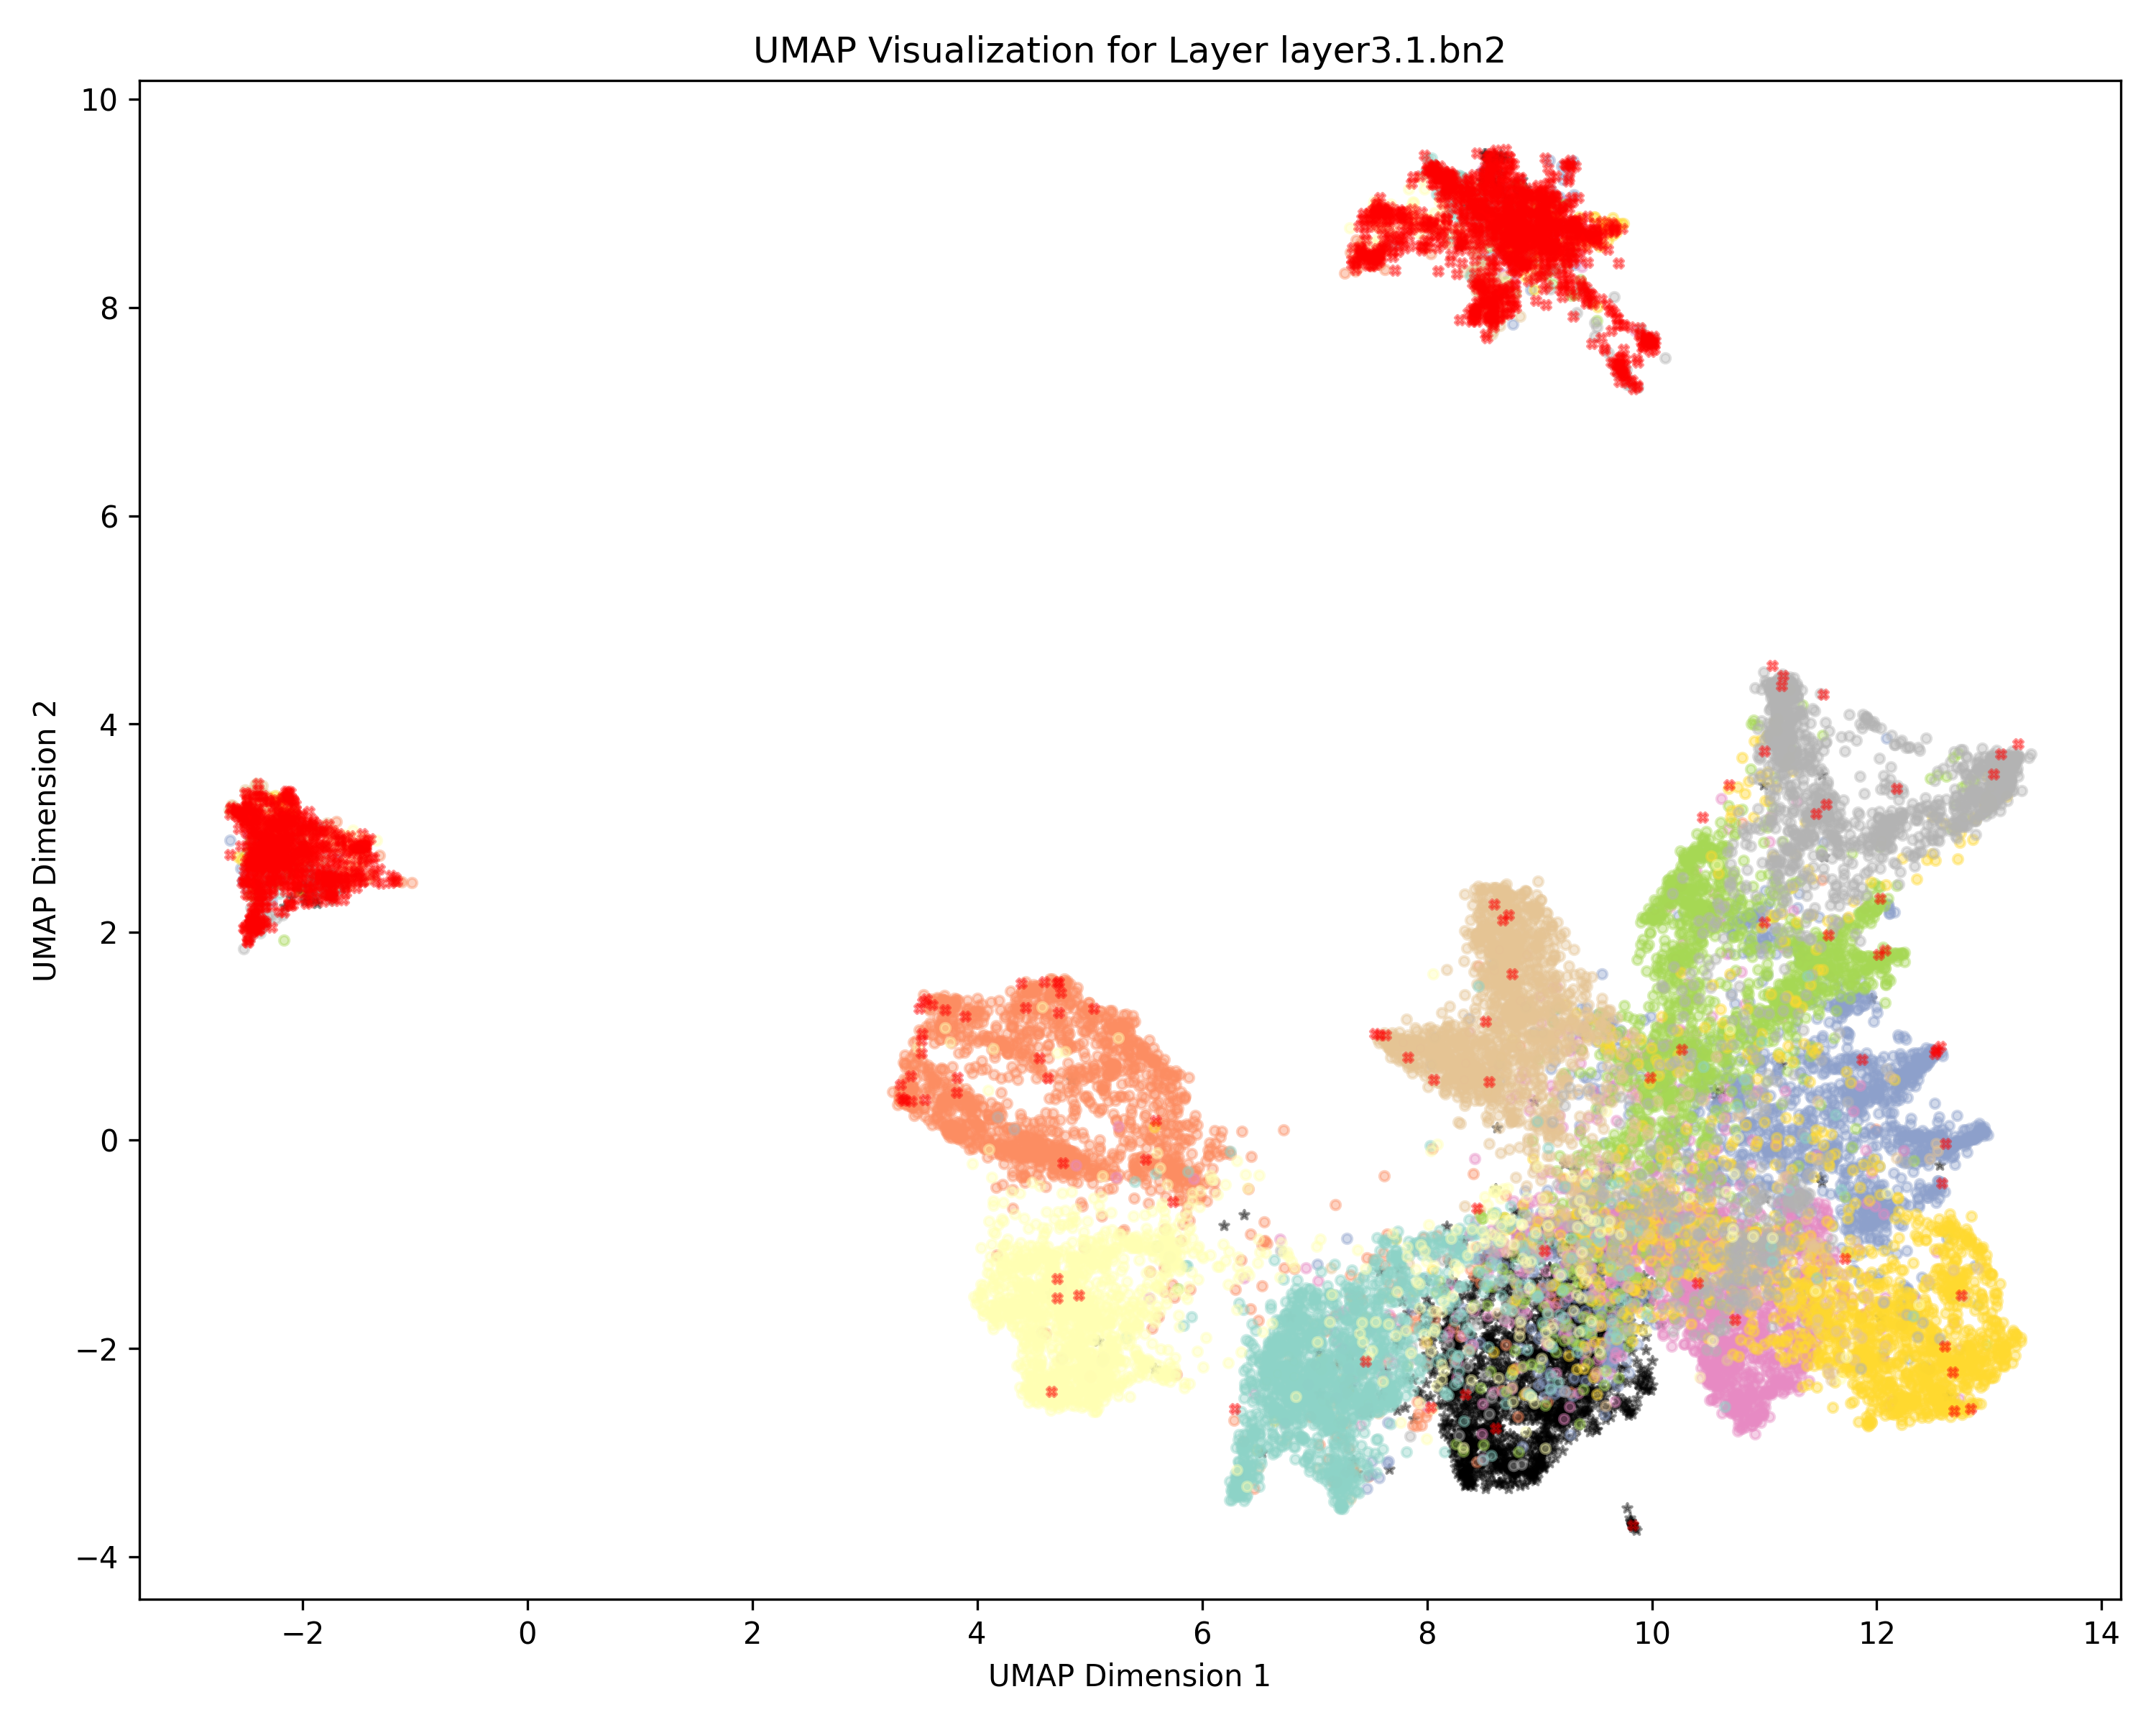 UMAP Visualization for Layer layer3.1.bn2
10
8
6
4
2
0
−2
−4
UMAP Dimension 2
−2 0 2 4 6 8 10 12 14
UMAP Dimension 1